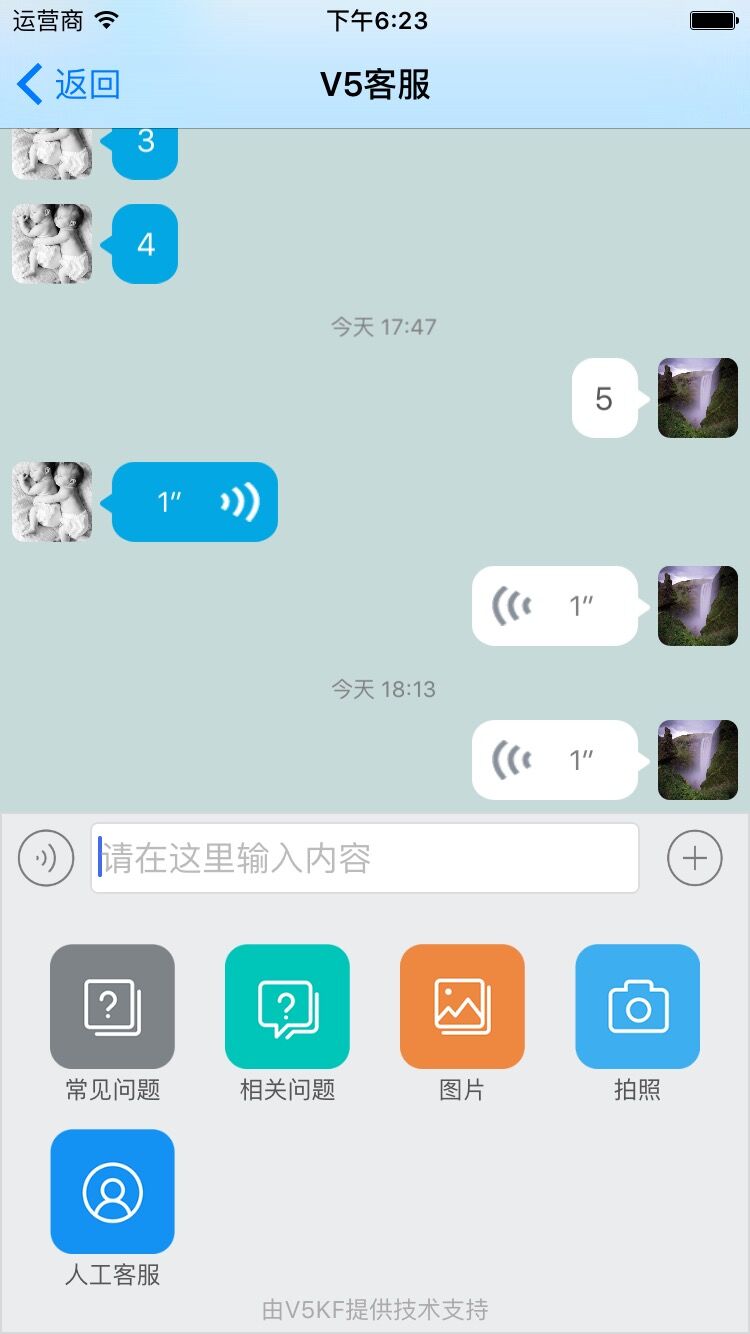 运营商 下午6:23
返回 V5客服
3
4
今天 17:47
5
1″
1″
今天 18:13
1″
请在这里输入内容
常见问题 相关问题 图片 拍照
人工客服
由V5KF提供技术支持